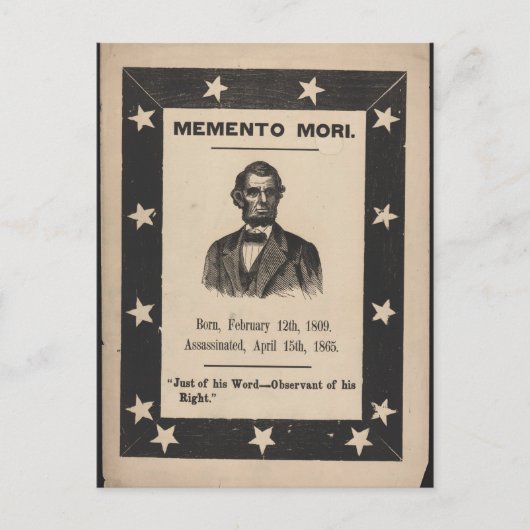 MEMENTO MORI.
Born, February 12th, 1809.
Assassinated, April 15th, 1865.
"Just of his Word—Observant of his
Right."